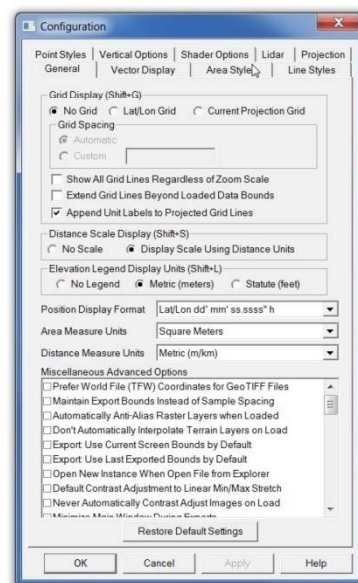 Configuration
Point Styles Vertical Options Shader Options Lidar Projection
General Vector Display Area Styles Line Styles
Grid Display (Shift+G)
No Grid Lat/Lon Grid Current Projection Grid
Grid Spacing
Automatic
Custom
Show All Grid Lines Regardless of Zoom Scale
Extend Grid Lines Beyond Loaded Data Bounds
Append Unit Labels to Projected Grid Lines
Distance Scale Display (Shift+S)
No Scale Display Scale Using Distance Units
Elevation Legend Display Units (Shift+L)
No Legend Metric (meters) Statute (feet)
Position Display Format Lat/Lon dd° mm' ss.ssss" h
Area Measure Units Square Meters
Distance Measure Units Metric (m/km)
Miscellaneous Advanced Options
Prefer World File (TFW) Coordinates for GeoTIFF Files
Maintain Export Bounds Instead of Sample Spacing
Automatically Anti-Alias Raster Layers when Loaded
Don't Automatically Interpolate Terrain Layers on Load
Export: Use Current Screen Bounds by Default
Export: Use Last Exported Bounds by Default
Open New Instance When Open File from Explorer
Default Contrast Adjustment to Linear Min/Max Stretch
Never Automatically Contrast Adjust Images on Load
Minimize Main Window During Exports
Restore Default Settings
OK Cancel Apply Help